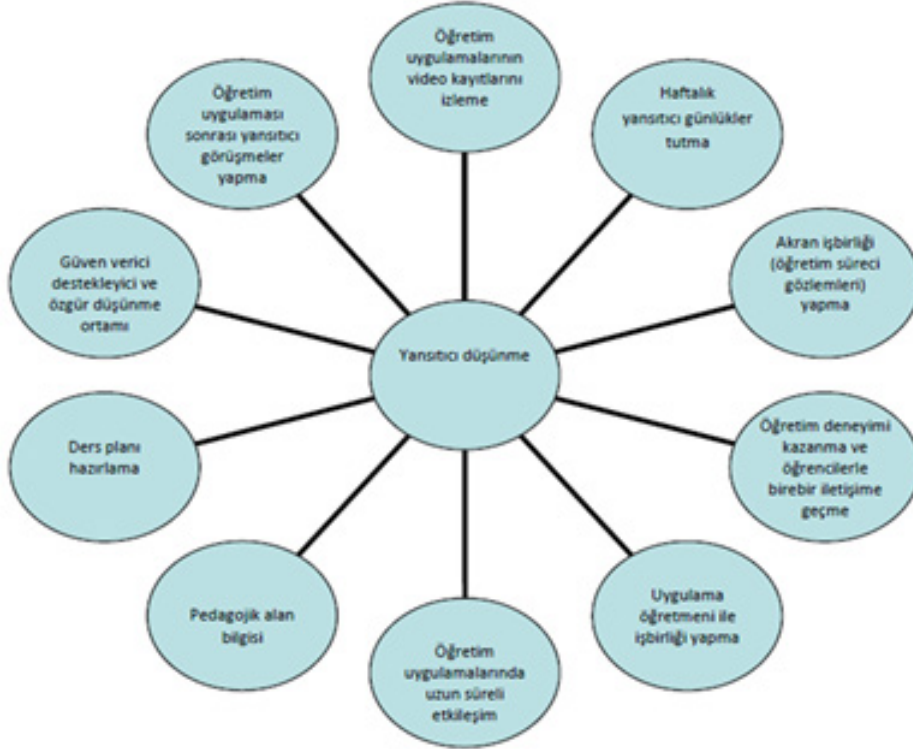 Öğretim
uygulamalarının
video kayıtlarını
izleme
Haftalık
yansıtıcı günlükler
tutma
Akran işbirliği
(öğretim süreci
gözlemleri)
yapma
Öğretim deneyimi
kazanma ve
öğrencilerle
birebir iletişime
geçme
Uygulama
öğretmeni ile
işbirliği yapma
Öğretim
uygulamalarında
uzun süreli
etkileşim
Pedagojik alan
bilgisi
Ders planı
hazırlama
Güven verici
destekleyici ve
özgür düşünme
ortamı
Öğretim
uygulaması
sonrası yansıtıcı
görüşmeler
yapma
Yansıtıcı düşünme